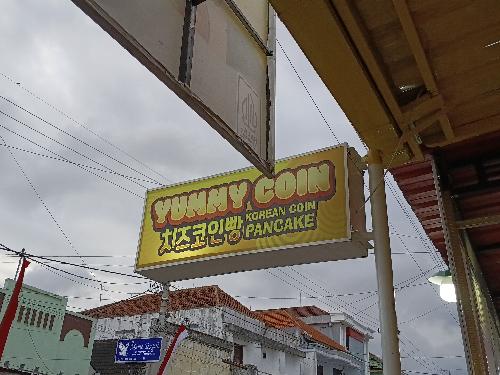 YUMMY COIN
치즈코인빵
KOREAN COIN
PANCAKE